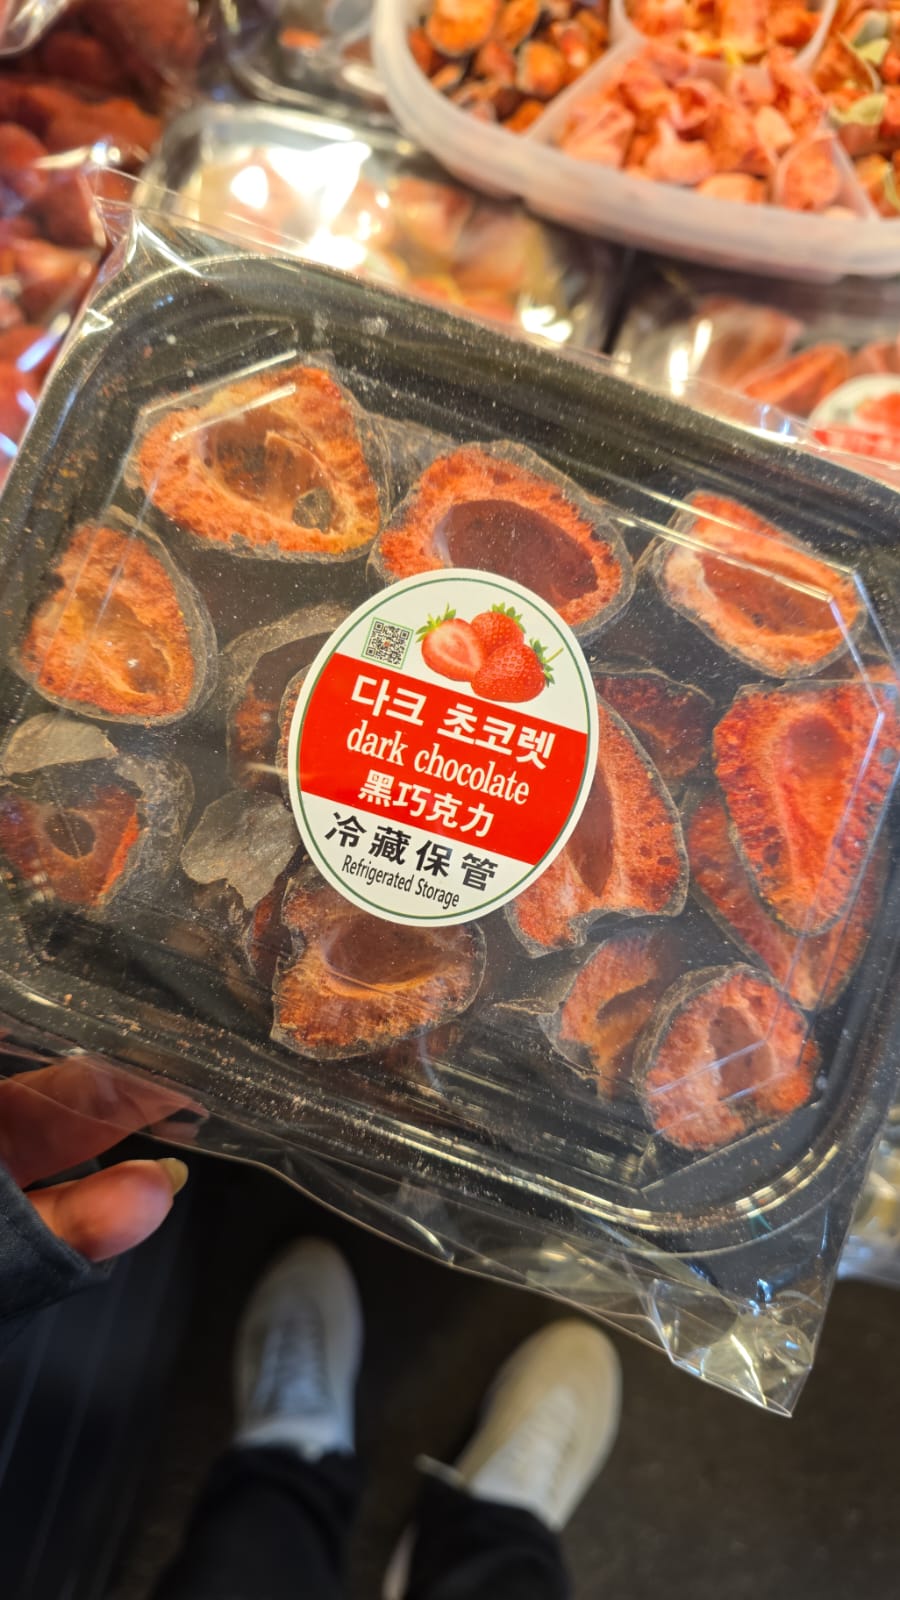 다크 초코렛
dark chocolate
黑巧克力
冷藏保管
Refrigerated Storage